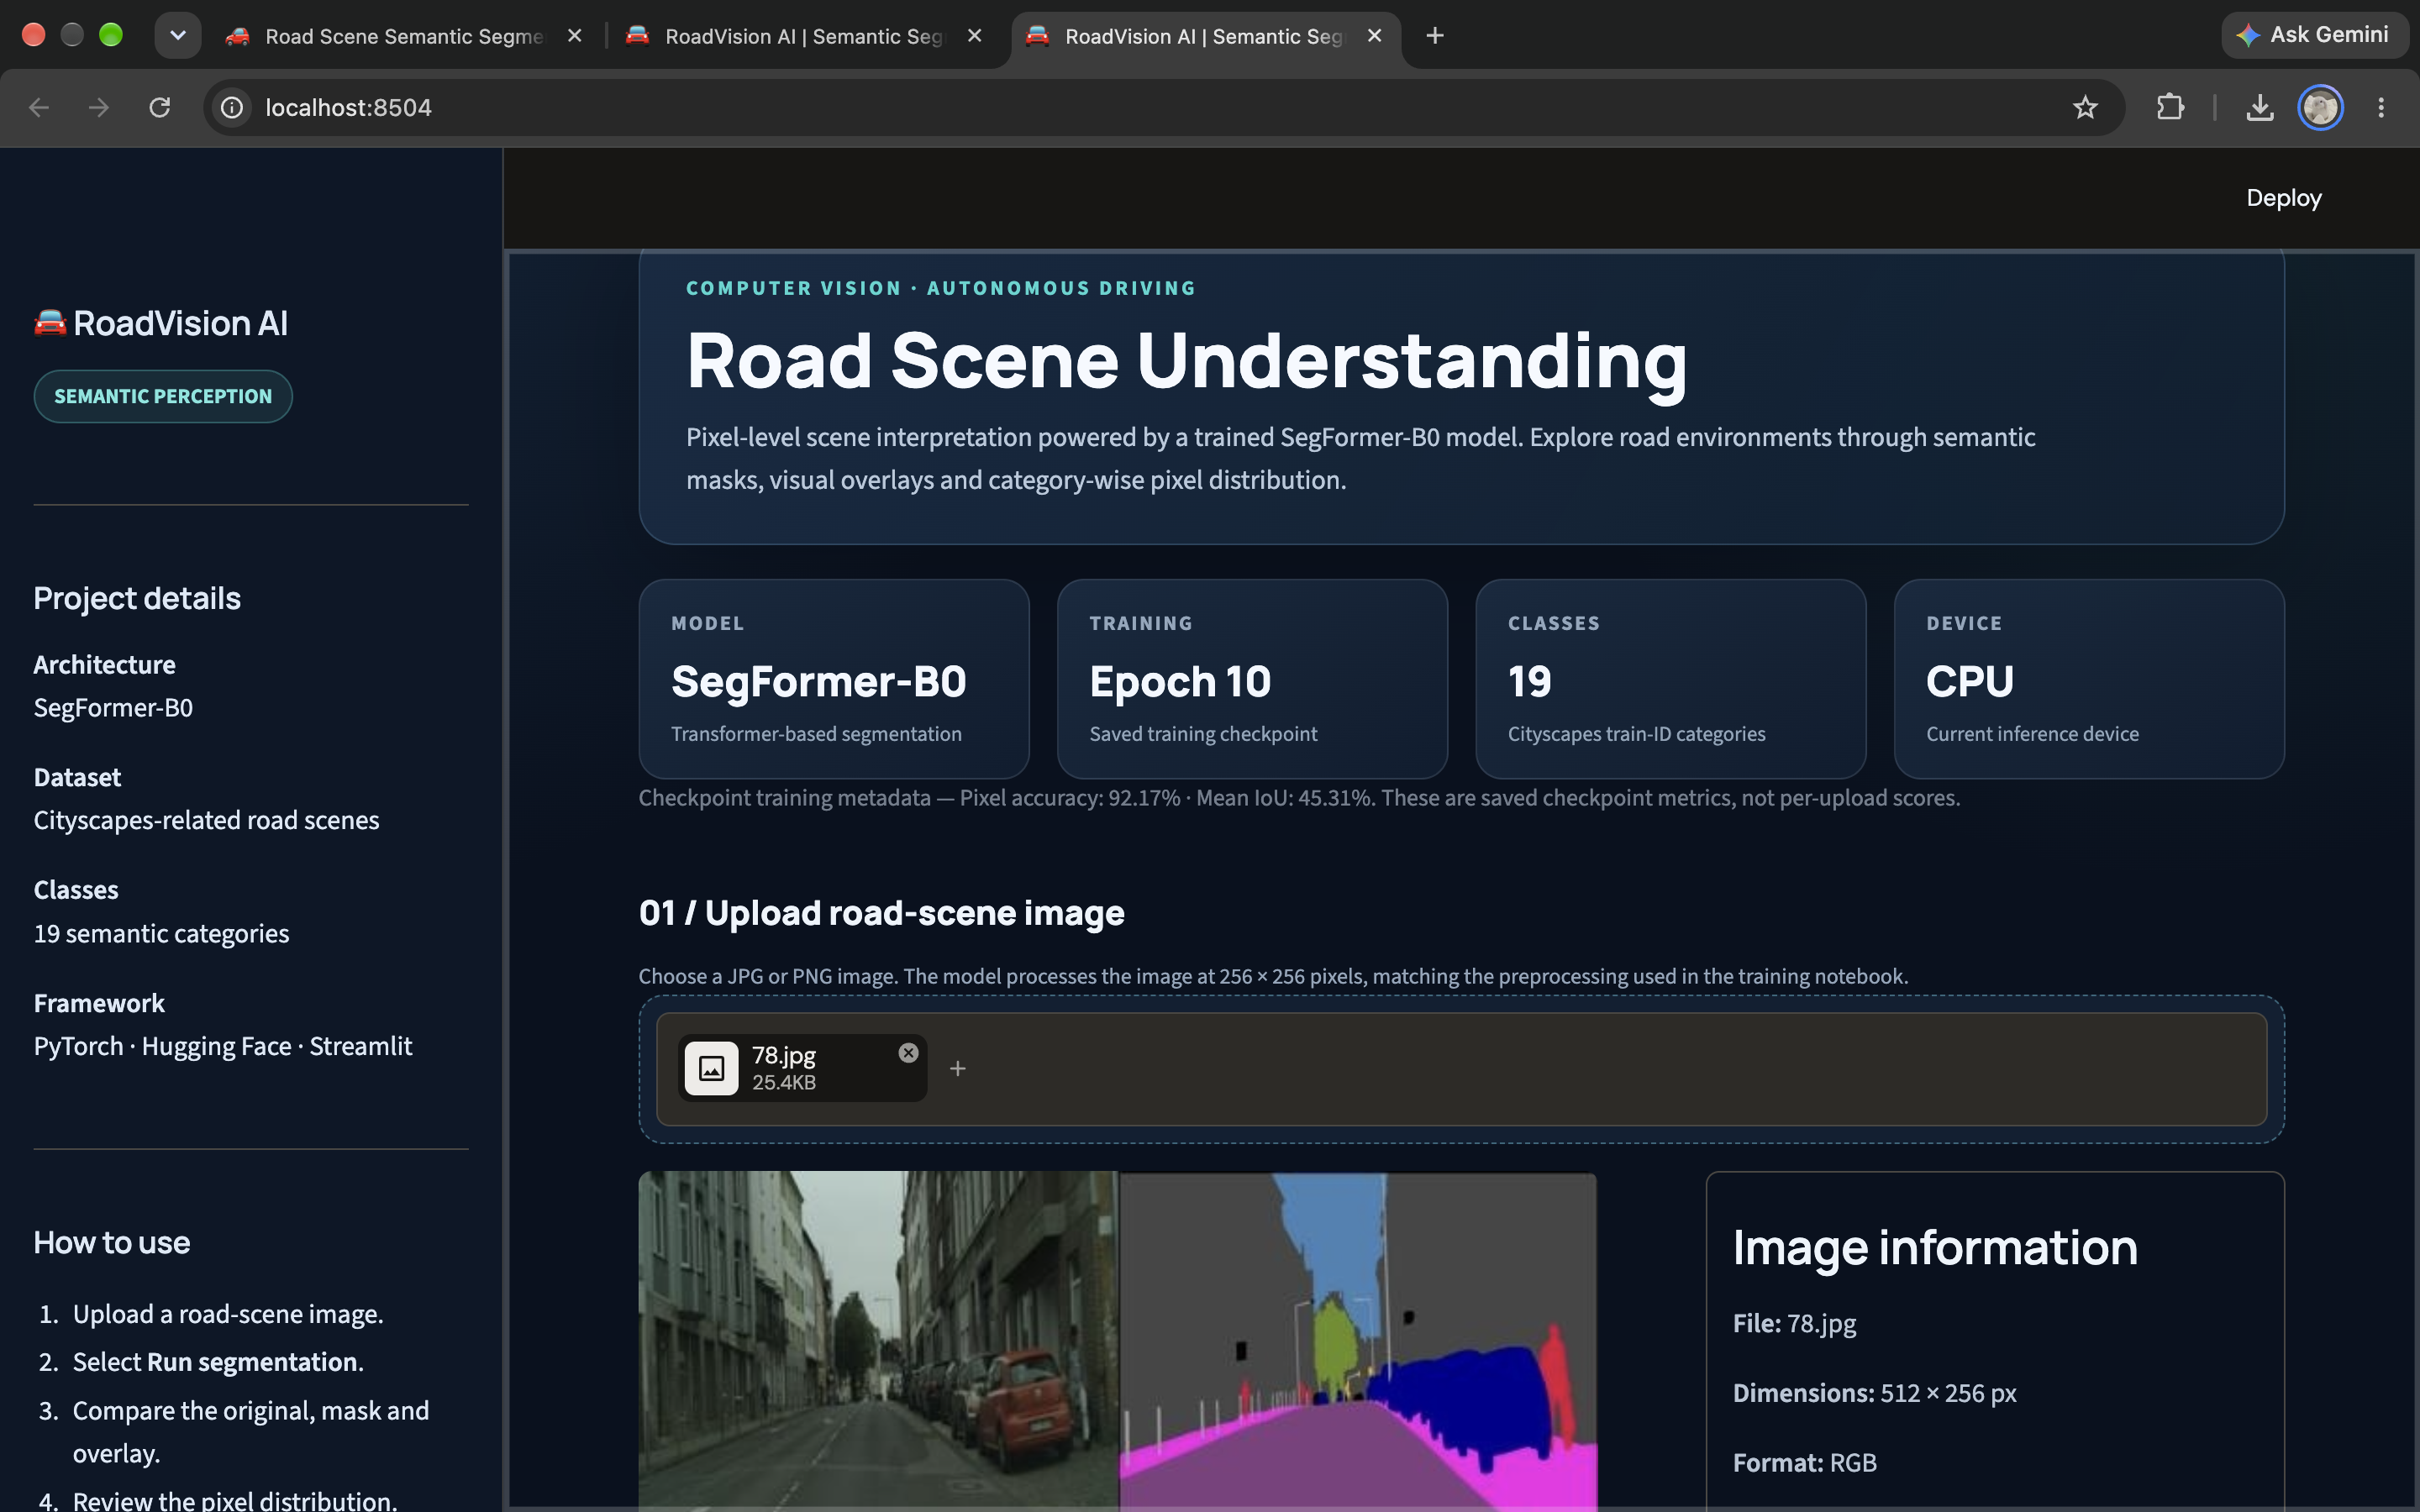 Road Scene Semantic Segme
RoadVision AI | Semantic Seg
RoadVision AI | Semantic Seg
Ask Gemini
localhost:8504
Deploy
RoadVision AI
SEMANTIC PERCEPTION
Project details
Architecture
SegFormer-B0
Dataset
Cityscapes-related road scenes
Classes
19 semantic categories
Framework
PyTorch · Hugging Face · Streamlit
How to use
1. Upload a road-scene image.
2. Select Run segmentation.
3. Compare the original, mask and
overlay.
4. Review the pixel distribution.
COMPUTER VISION · AUTONOMOUS DRIVING
Road Scene Understanding
Pixel-level scene interpretation powered by a trained SegFormer-B0 model. Explore road environments through semantic
masks, visual overlays and category-wise pixel distribution.
MODEL
SegFormer-B0
Transformer-based segmentation
TRAINING
Epoch 10
Saved training checkpoint
CLASSES
19
Cityscapes train-ID categories
DEVICE
CPU
Current inference device
Checkpoint training metadata — Pixel accuracy: 92.17% · Mean IoU: 45.31%. These are saved checkpoint metrics, not per-upload scores.
01 / Upload road-scene image
Choose a JPG or PNG image. The model processes the image at 256 × 256 pixels, matching the preprocessing used in the training notebook.
78.jpg
25.4KB
Image information
File: 78.jpg
Dimensions: 512 × 256 px
Format: RGB